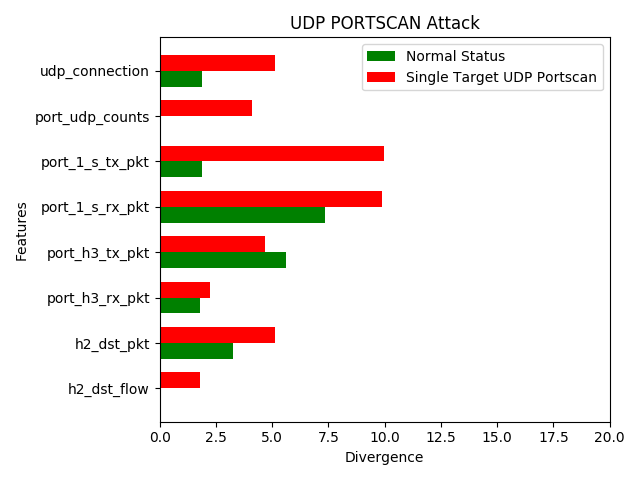 UDP PORTSCAN Attack
Normal Status
Single Target UDP Portscan
Features
udp_connection
port_udp_counts
port_1_s_tx_pkt
port_1_s_rx_pkt
port_h3_tx_pkt
port_h3_rx_pkt
h2_dst_pkt
h2_dst_flow
0.0 2.5 5.0 7.5 10.0 12.5 15.0 17.5 20.0
Divergence